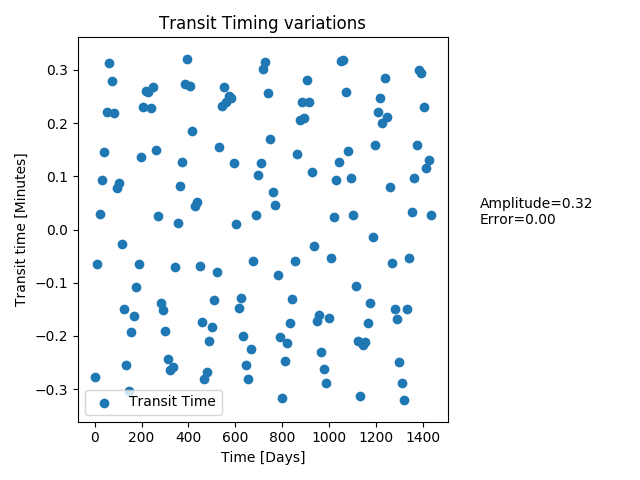 Transit Timing variations
0.3
0.2
0.1
0.0
−0.1
−0.2
−0.3
Transit time [Minutes]
Transit Time
0 200 400 600 800 1000 1200 1400
Time [Days]
Amplitude=0.32
Error=0.00